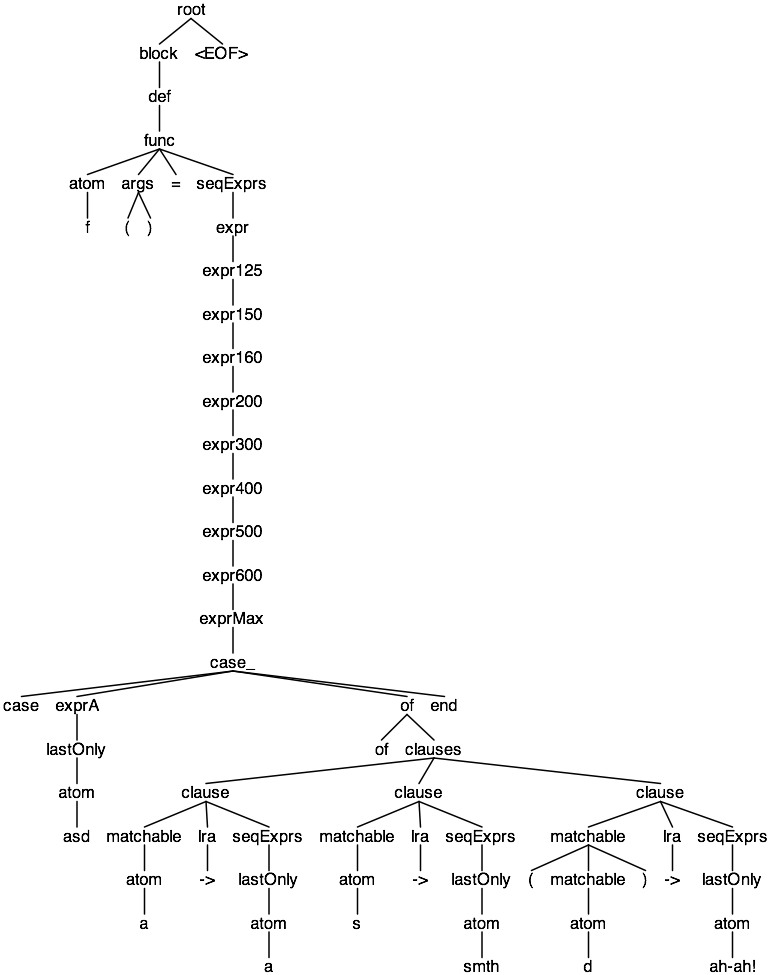 root
block <EOF>
def
func
atom args = seqExprs
f ( ) expr
expr125
expr150
expr160
expr200
expr300
expr400
expr500
expr600
exprMax
case_
case exprA of end
lastOnly of clauses
atom clause clause clause
asd matchable lra seqExprs matchable lra seqExprs matchable lra seqExprs
atom -> lastOnly atom -> lastOnly ( matchable ) -> lastOnly
a atom s atom atom atom
a smth d ah-ah!